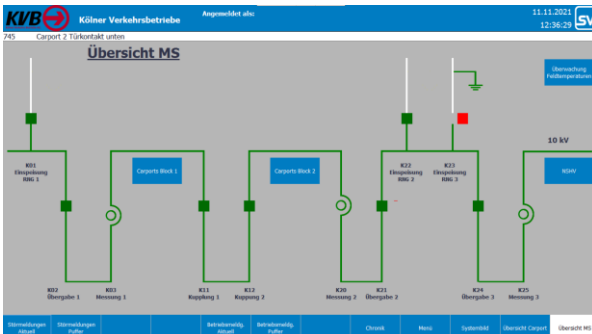 KVB Kölner Verkehrsbetriebe
Angemeldet als:
11.11.2021
12:36:29
SV
745 Carport 2 Türkontakt unten
Übersicht MS
Überwachung
Feldtemperaturen
10 kV
K01
Einspeisung
RNG 1
Carports Block 1
Carports Block 2
K22
Einspeisung
RNG 2
K23
Einspeisung
RNG 3
NSHV
K02
Übergabe 1
K03
Messung 1
K11
Kupplung 1
K12
Kuppung 2
K20
Messung 2
K21
Übergabe 2
K24
Übergabe 3
K25
Messung 3
Störmeldungen
Aktuell
Störmeldungen
Puffer
Betriebsmeldg.
Aktuell
Betriebsmeldg.
Puffer
Chronik
Menü
Systembild
Übersicht Carport
Übersicht MS